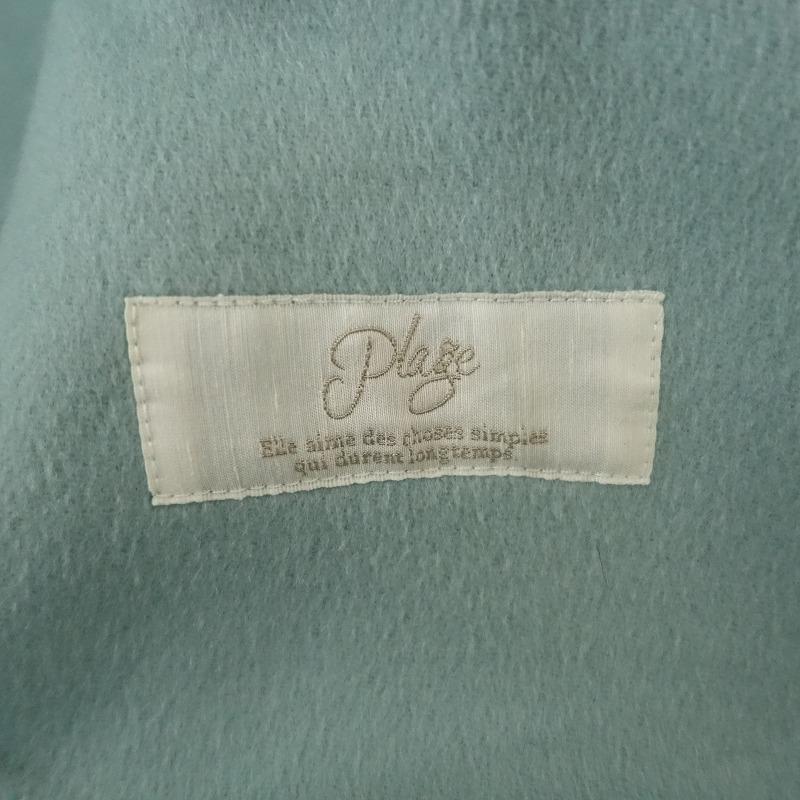 Plage
Elle aime des choses simples
qui durent longtemps